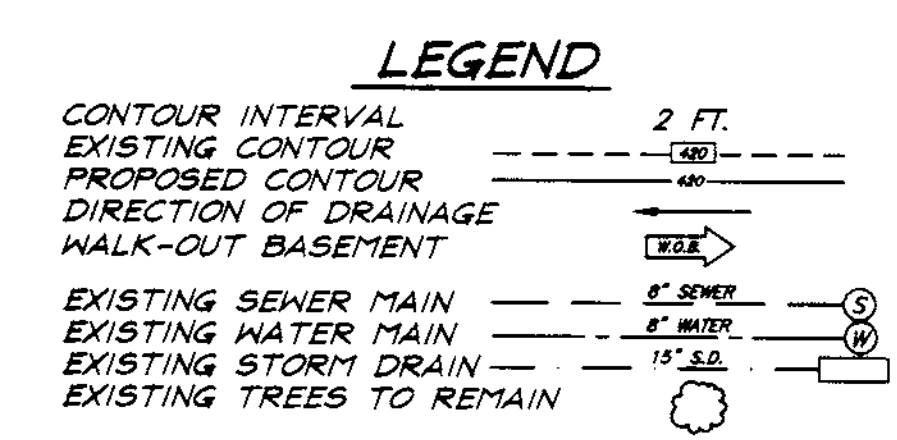 LEGEND
CONTOUR INTERVAL 2 FT.
EXISTING CONTOUR 420
PROPOSED CONTOUR 420
DIRECTION OF DRAINAGE
WALK-OUT BASEMENT W.O.B.
EXISTING SEWER MAIN 8" SEWER S
EXISTING WATER MAIN 8" WATER W
EXISTING STORM DRAIN 15" S.D.
EXISTING TREES TO REMAIN